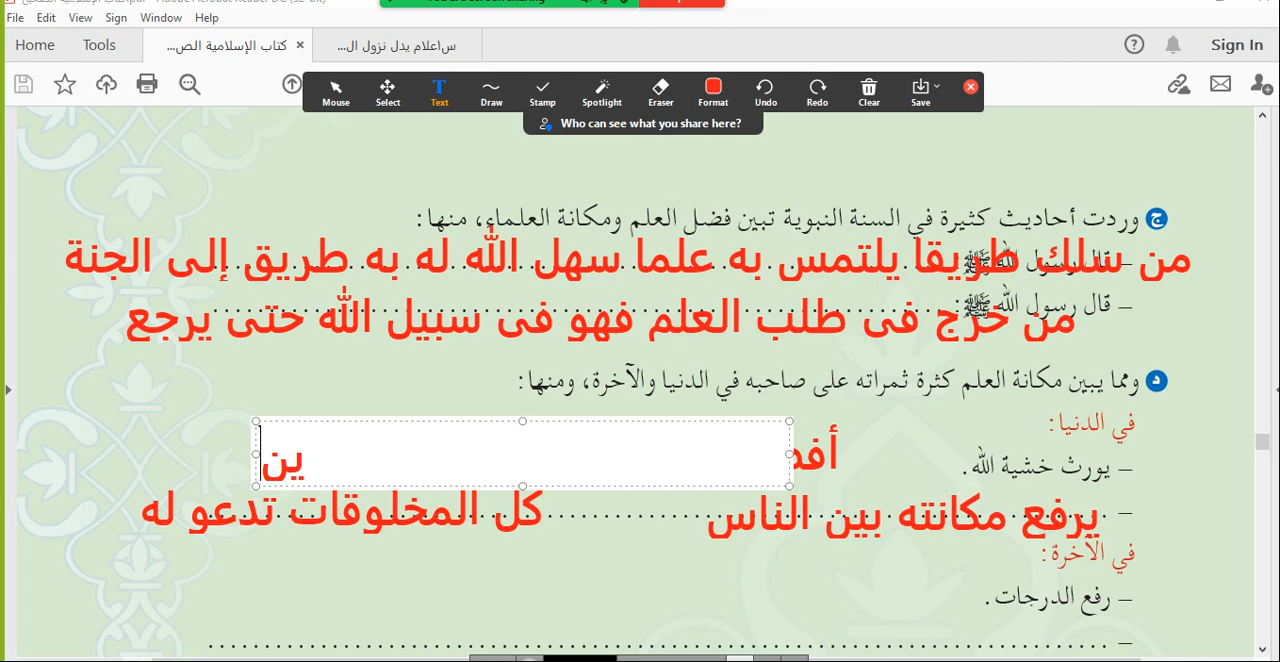 File Edit View Sign Window Help
Home Tools كتاب الإسلامية الص... × س اعلام يدل نزول ال... Sign In
Mouse Select Text Draw Stamp Spotlight Eraser Format Undo Redo Clear Save
Who can see what you share here?
ج وردت أحاديث كثيرة في السنة النبوية تبين فضل العلم ومكانة العلماء، منها:
– قال رسول الله ﷺ
من سلك طريقا يلتمس به علما سهل الله له به طريق إلى الجنة
– قال رسول الله ﷺ:
من خرج فى طلب العلم فهو فى سبيل الله حتى يرجع
د ومما يبين مكانة العلم كثرة ثمراته على صاحبه في الدنيا والآخرة، ومنها:
في الدنيا:
– يورث خشية الله.
ين
– يرفع مكانته بين الناس كل المخلوقات تدعو له
في الآخرة:
– رفع الدرجات.
–